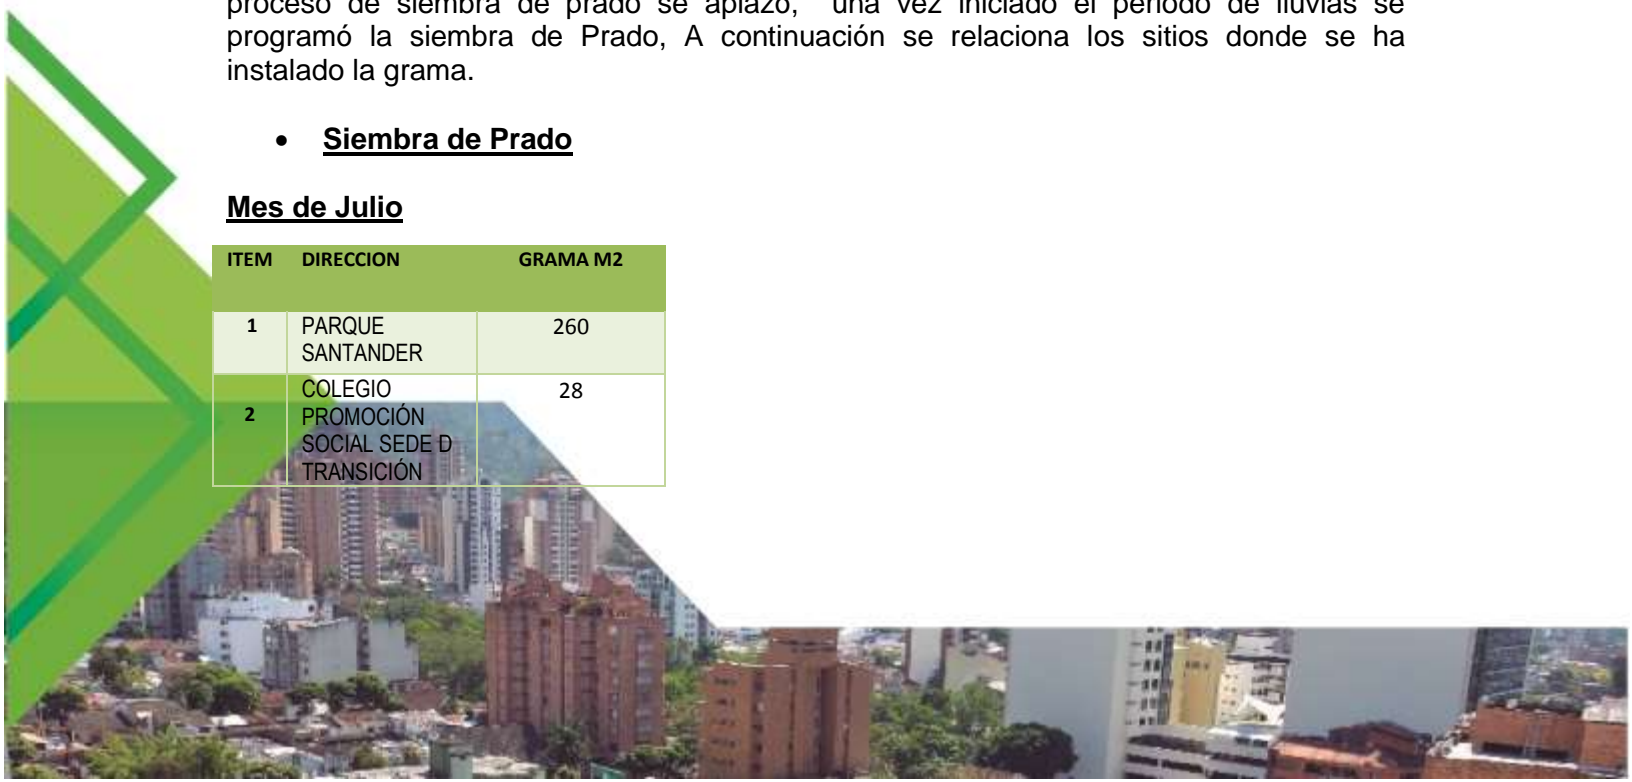 proceso de siembra de prado se aplazó, una vez iniciado el periodo de lluvias se
programó la siembra de Prado, A continuación se relaciona los sitios donde se ha
instalado la grama.
• Siembra de Prado
Mes de Julio
ITEM DIRECCION GRAMA M2
1 PARQUE SANTANDER 260
2 COLEGIO PROMOCIÓN SOCIAL SEDE D TRANSICIÓN 28